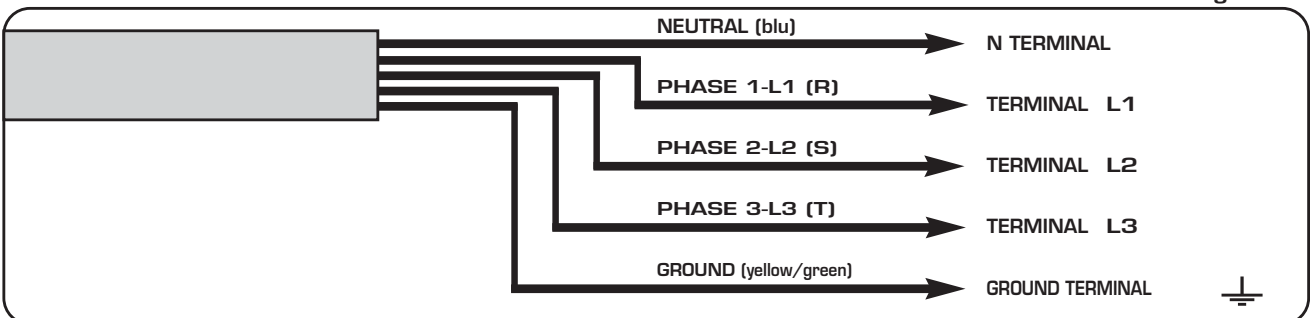 NEUTRAL (blu)
N TERMINAL
PHASE 1-L1 (R)
TERMINAL L1
PHASE 2-L2 (S)
TERMINAL L2
PHASE 3-L3 (T)
TERMINAL L3
GROUND (yellow/green)
GROUND TERMINAL